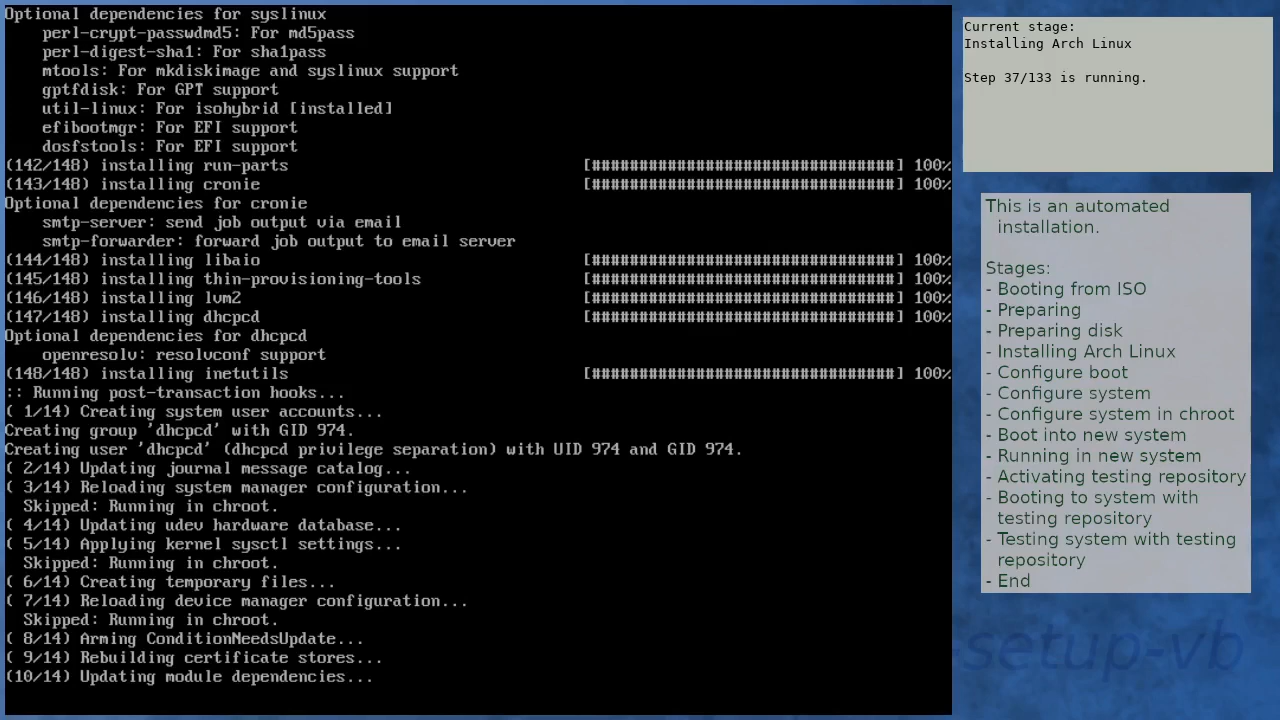 Optional dependencies for syslinux
perl-crypt-passwdmd5: For md5pass
perl-digest-sha1: For sha1pass
mtools: For mkdiskimage and syslinux support
gptfdisk: For GPT support
util-linux: For isohybrid [installed]
efibootmgr: For EFI support
dosfstools: For EFI support
(142/148) installing run-parts [################################] 100%
(143/148) installing cronie [################################] 100%
Optional dependencies for cronie
smtp-server: send job output via email
smtp-forwarder: forward job output to email server
(144/148) installing libaio [################################] 100%
(145/148) installing thin-provisioning-tools [################################] 100%
(146/148) installing lvm2 [################################] 100%
(147/148) installing dhcpcd [################################] 100%
Optional dependencies for dhcpcd
openresolv: resolvconf support
(148/148) installing inetutils [################################] 100%
:: Running post-transaction hooks...
( 1/14) Creating system user accounts...
Creating group 'dhcpcd' with GID 974.
Creating user 'dhcpcd' (dhcpcd privilege separation) with UID 974 and GID 974.
( 2/14) Updating journal message catalog...
( 3/14) Reloading system manager configuration...
Skipped: Running in chroot.
( 4/14) Updating udev hardware database...
( 5/14) Applying kernel sysctl settings...
Skipped: Running in chroot.
( 6/14) Creating temporary files...
( 7/14) Reloading device manager configuration...
Skipped: Running in chroot.
( 8/14) Arming ConditionNeedsUpdate...
( 9/14) Rebuilding certificate stores...
(10/14) Updating module dependencies...
Current stage:
Installing Arch Linux
Step 37/133 is running.
This is an automated
installation.
Stages:
- Booting from ISO
- Preparing
- Preparing disk
- Installing Arch Linux
- Configure boot
- Configure system
- Configure system in chroot
- Boot into new system
- Running in new system
- Activating testing repository
- Booting to system with
testing repository
- Testing system with testing
repository
- End
-setup-vb